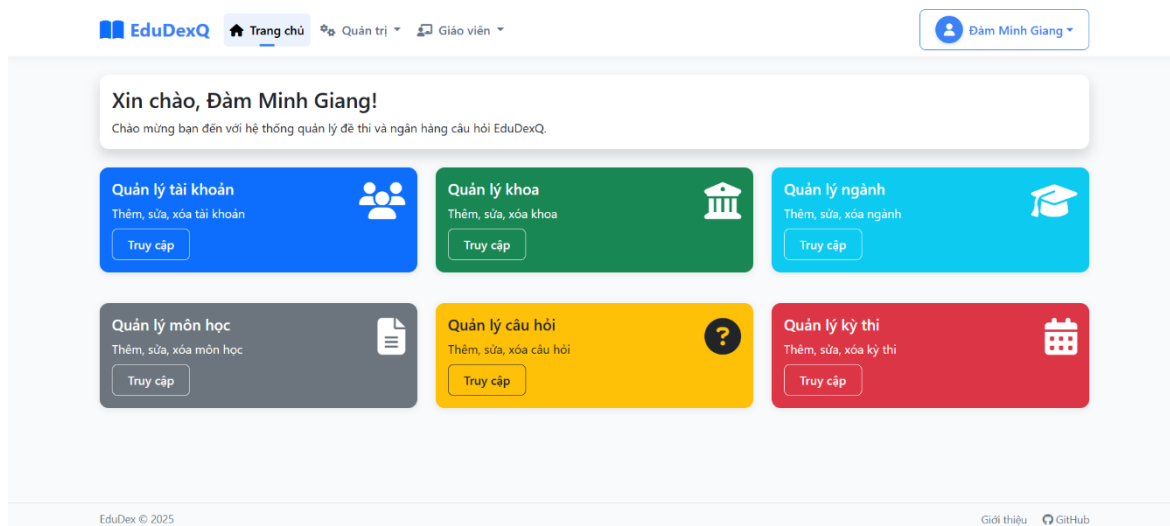 EduDexQ Trang chủ Quản trị Giáo viên Đàm Minh Giang
Xin chào, Đàm Minh Giang!
Chào mừng bạn đến với hệ thống quản lý đề thi và ngân hàng câu hỏi EduDexQ.
Quản lý tài khoản
Thêm, sửa, xóa tài khoản
Truy cập
Quản lý khoa
Thêm, sửa, xóa khoa
Truy cập
Quản lý ngành
Thêm, sửa, xóa ngành
Truy cập
Quản lý môn học
Thêm, sửa, xóa môn học
Truy cập
Quản lý câu hỏi
Thêm, sửa, xóa câu hỏi
Truy cập
?
Quản lý kỳ thi
Thêm, sửa, xóa kỳ thi
Truy cập
EduDex © 2025 Giới thiệu GitHub